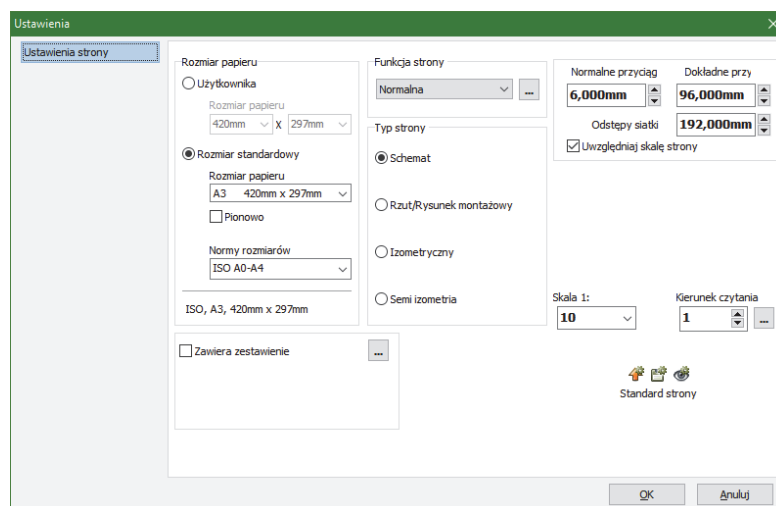 Ustawienia
Ustawienia strony
Rozmiar papieru
Użytkownika
Rozmiar papieru
420mm X 297mm
Rozmiar standardowy
Rozmiar papieru
A3 420mm x 297mm
Pionowo
Normy rozmiarów
ISO A0-A4
ISO, A3, 420mm x 297mm
Funkcja strony
Normalna ...
Typ strony
Schemat
Rzut/Rysunek montażowy
Izometryczny
Semi izometria
Normalne przyciąg Dokładne przy
6,000mm 96,000mm
Odstępy siatki 192,000mm
Uwzględniaj skalę strony
Skala 1: Kierunek czytania
10 1 ...
Zawiera zestawienie ...
Standard strony
OK Anuluj